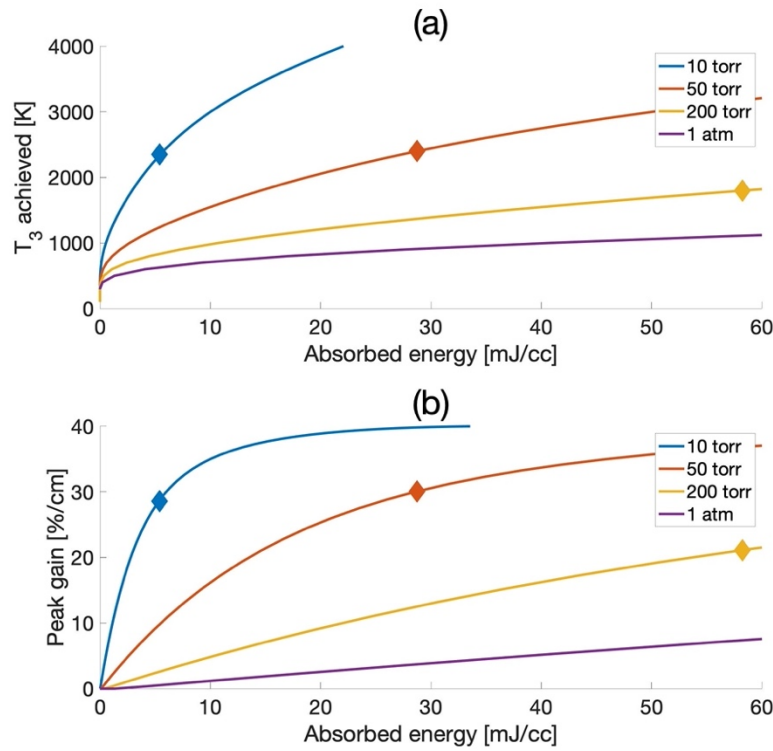 (a)
4000
3000
2000
1000
0
T3 achieved [K]
10 torr
50 torr
200 torr
1 atm
0 10 20 30 40 50 60
Absorbed energy [mJ/cc]
(b)
40
30
20
10
0
Peak gain [%/cm]
10 torr
50 torr
200 torr
1 atm
0 10 20 30 40 50 60
Absorbed energy [mJ/cc]